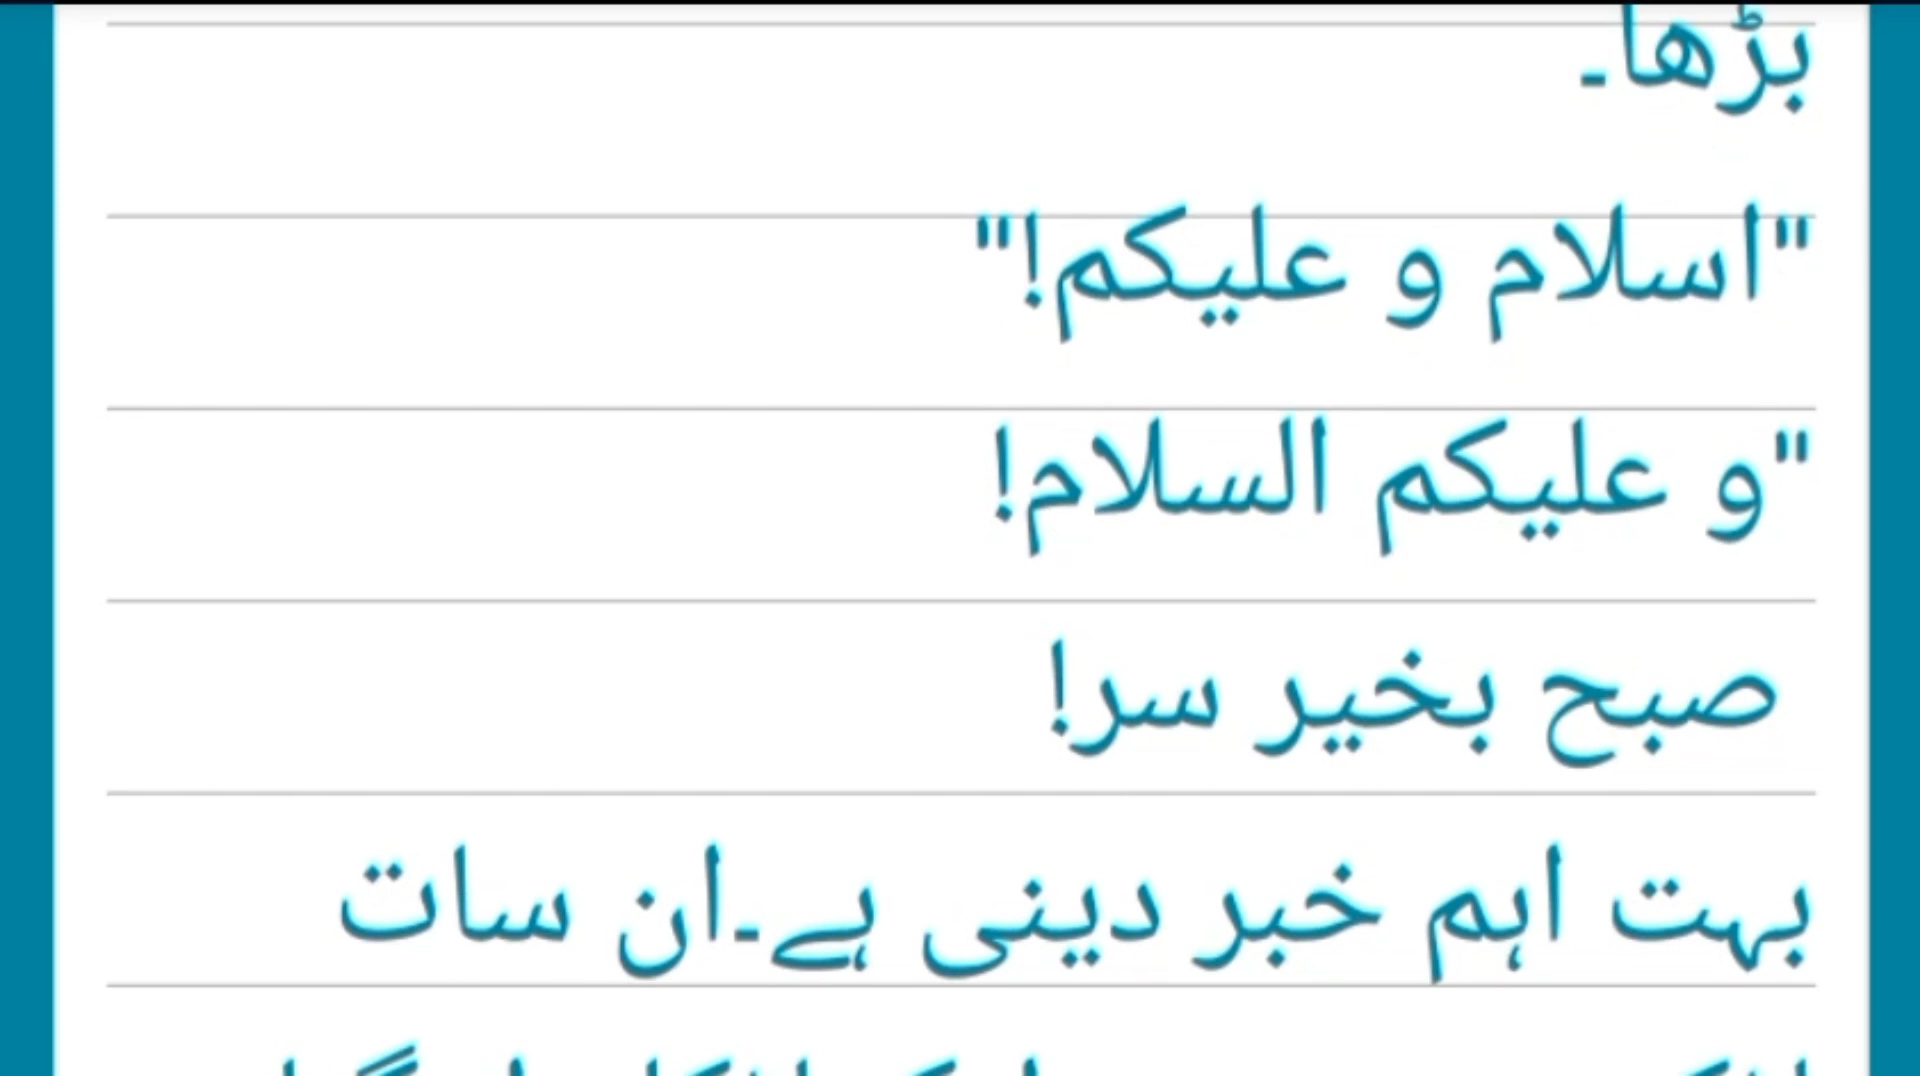 بڑھا۔
"اسلام و علیکم!"
"و علیکم السلام!
صبح بخیر سر!
بہت اہم خبر دینی ہے۔ان سات